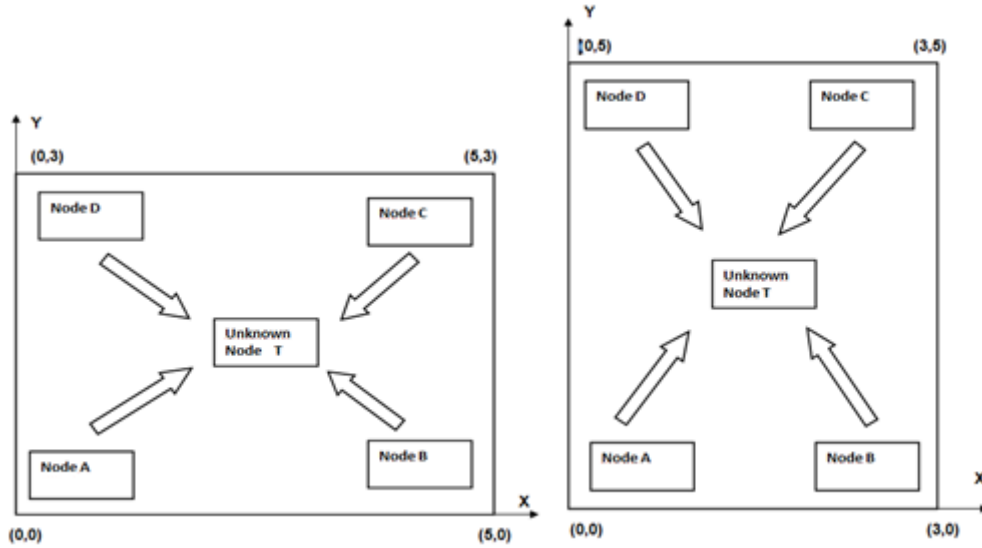 Y
(0,3)
(5,3)
Node D
Node C
Unknown
Node T
Node A
Node B
X
(0,0)
(5,0)
Y
(0,5)
(3,5)
Node D
Node C
Unknown
Node T
Node A
Node B
X
(0,0)
(3,0)